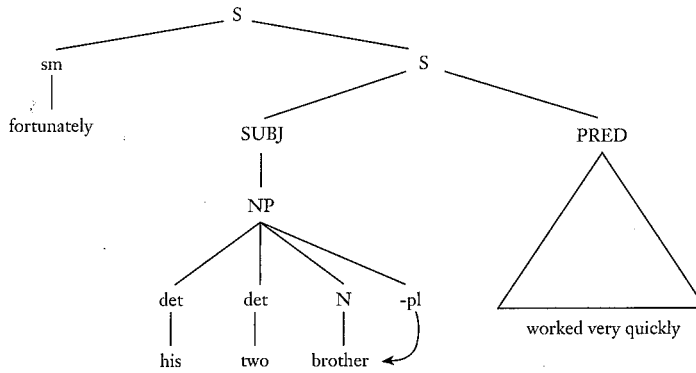 S
sm
S
fortunately
SUBJ
PRED
NP
det det N -pl
worked very quickly
his two brother